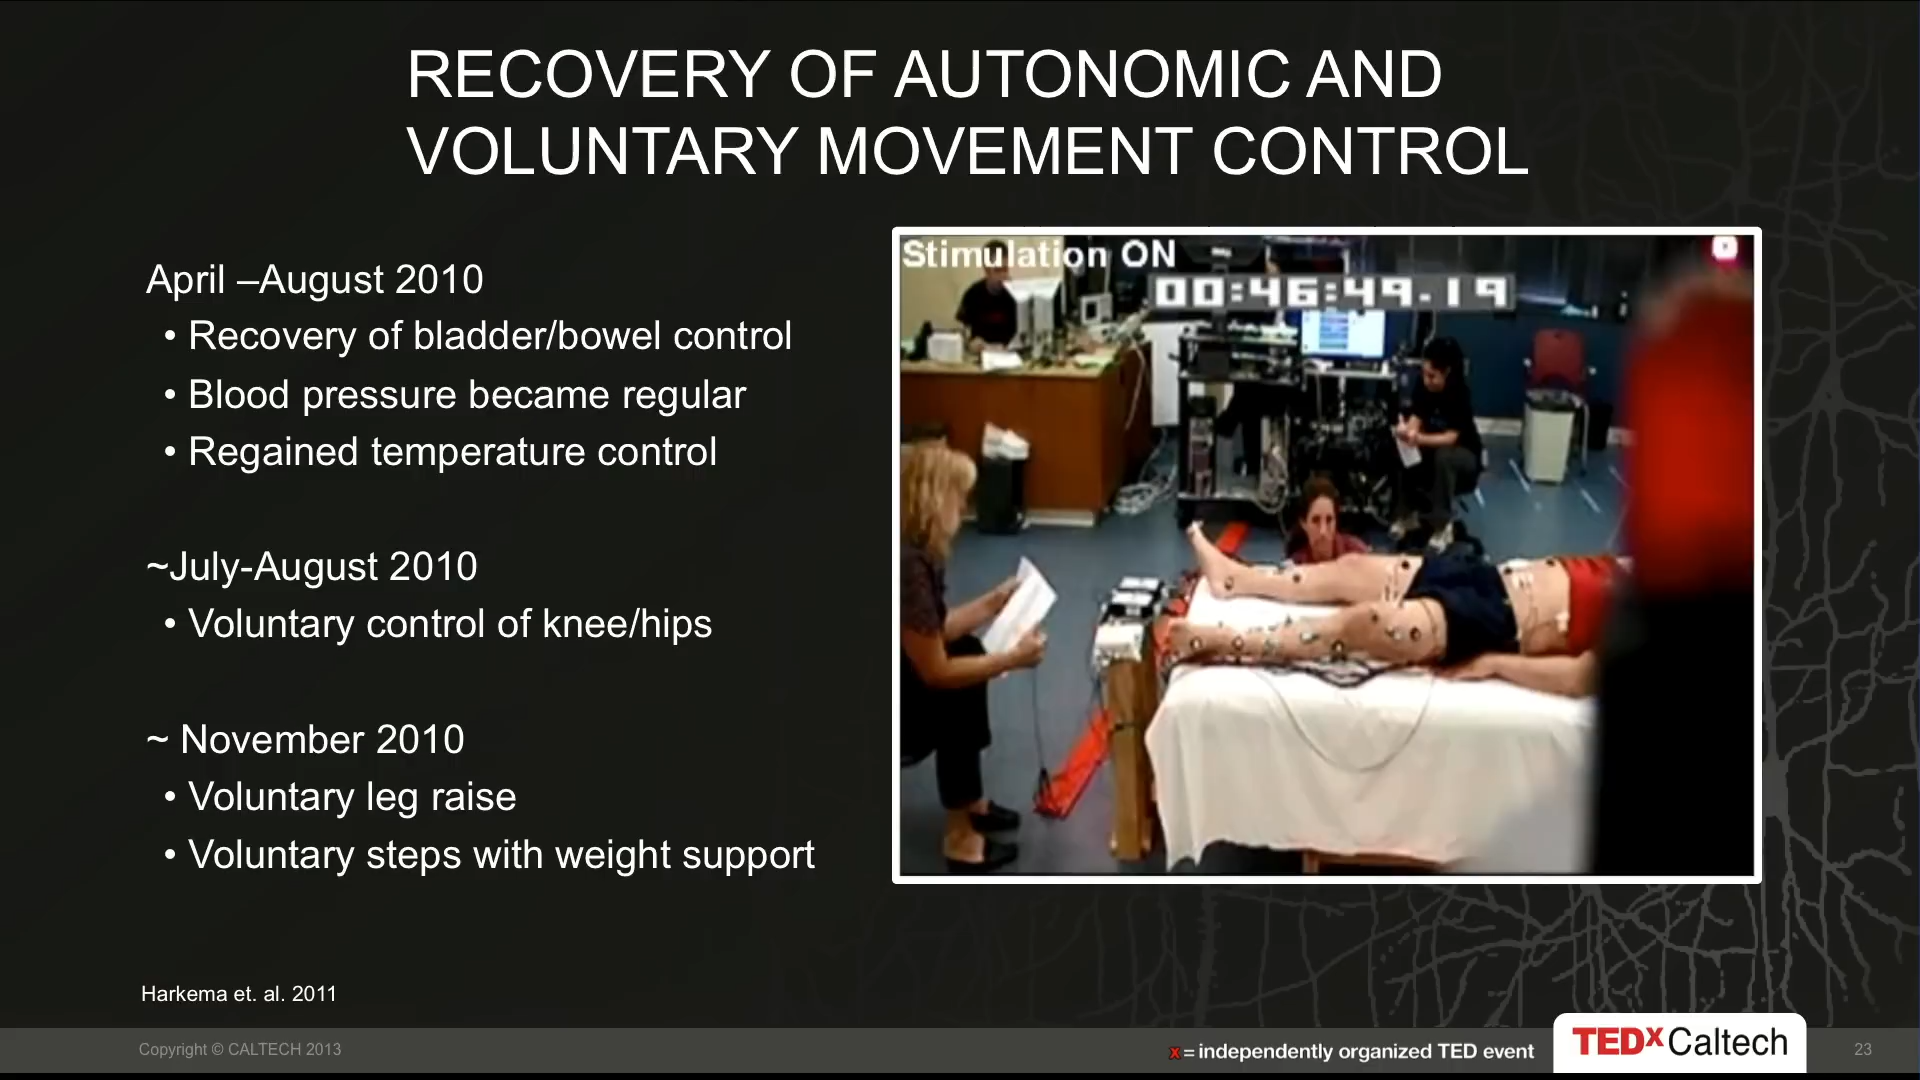 RECOVERY OF AUTONOMIC AND
VOLUNTARY MOVEMENT CONTROL
April –August 2010
• Recovery of bladder/bowel control
• Blood pressure became regular
• Regained temperature control
~July-August 2010
• Voluntary control of knee/hips
~ November 2010
• Voluntary leg raise
• Voluntary steps with weight support
Stimulation ON
00:46:49.19
Harkema et. al. 2011
Copyright © CALTECH 2013
x = independently organized TED event
TEDxCaltech
23